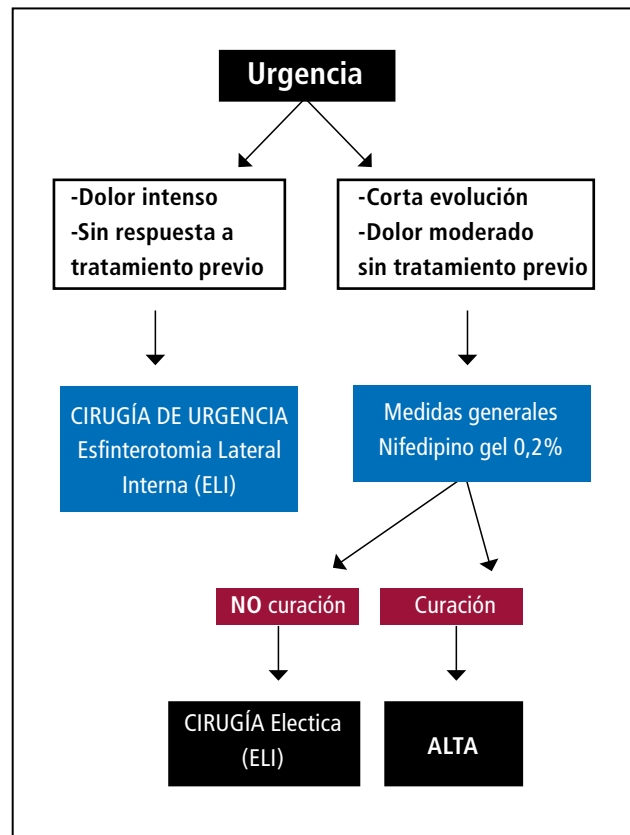 Urgencia
-Dolor intenso
-Sin respuesta a
tratamiento previo
-Corta evolución
-Dolor moderado
sin tratamiento previo
CIRUGÍA DE URGENCIA
Esfinterotomia Lateral
Interna (ELI)
Medidas generales
Nifedipino gel 0,2%
NO curación
Curación
CIRUGÍA Electica
(ELI)
ALTA